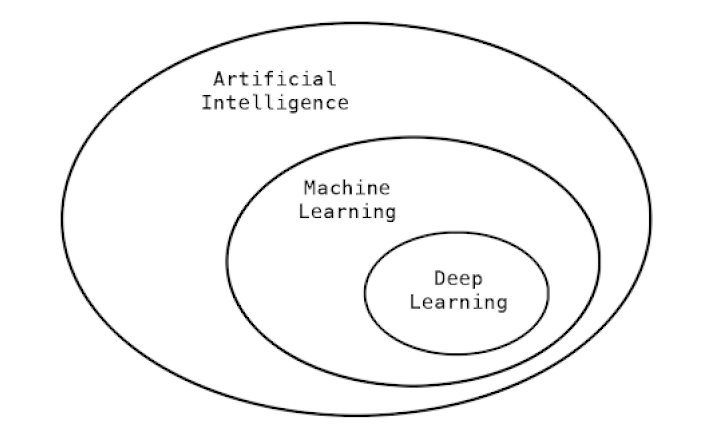 Artificial
Intelligence
Machine
Learning
Deep
Learning